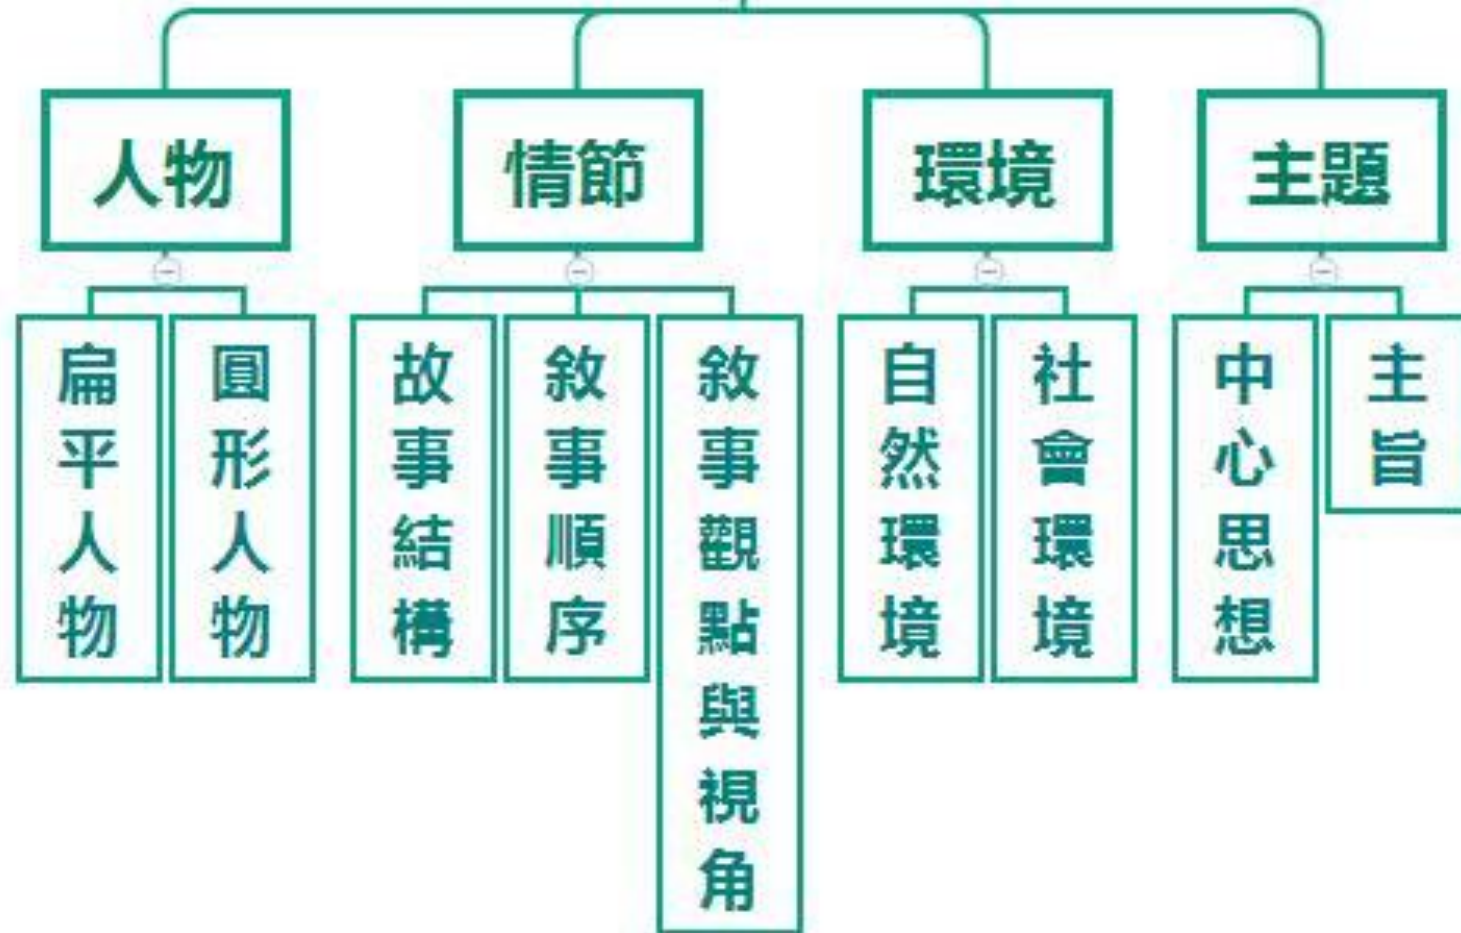 人物
情節
環境
主題
扁平人物
圓形人物
故事結構
敘事順序
敘事觀點與視角
自然環境
社會環境
中心思想
主旨